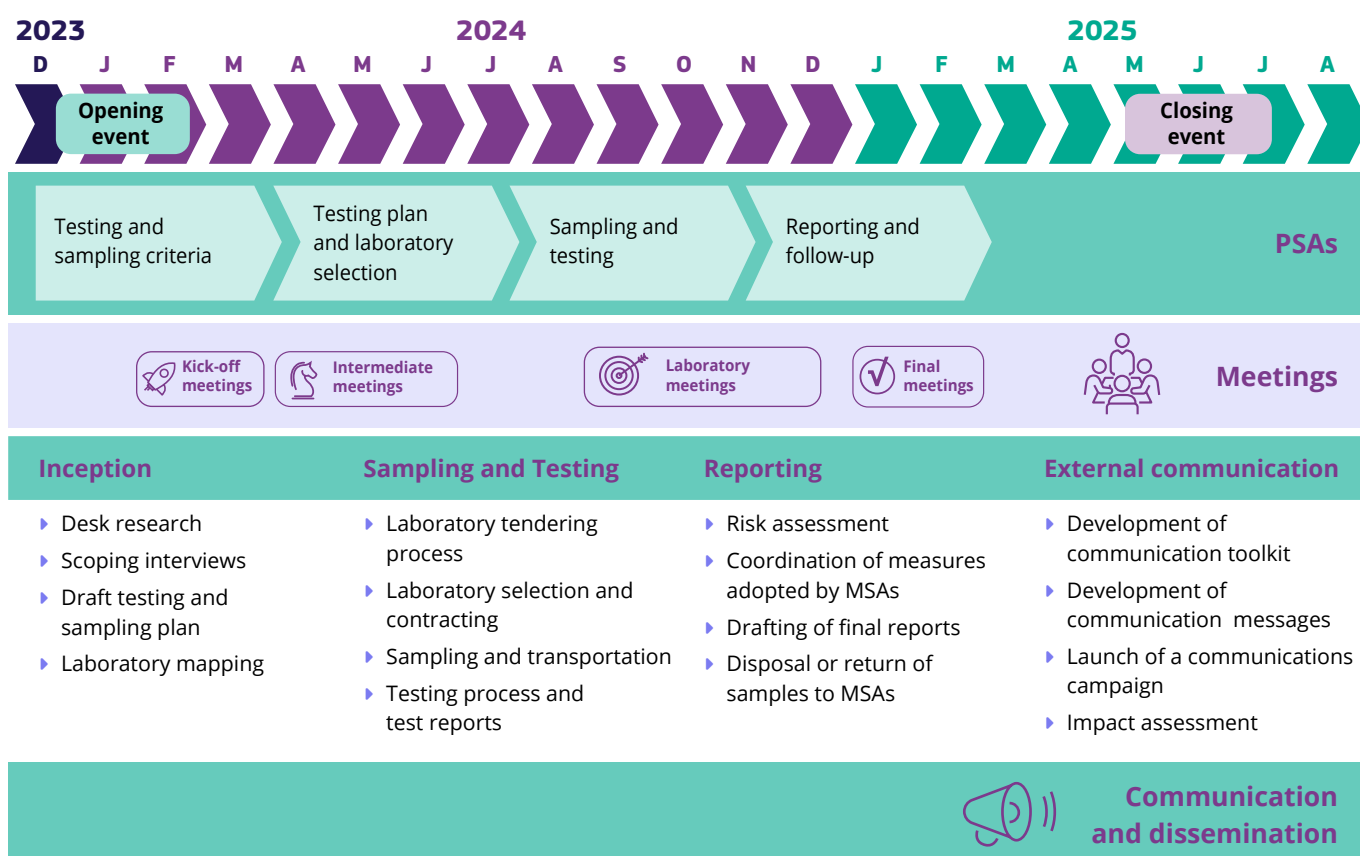 2023 2024 2025
D J F M A M J J A S O N D J F M A M J J A
Opening
event
Closing
event
Testing and
sampling criteria
Testing plan
and laboratory
selection
Sampling and
testing
Reporting and
follow-up
PSAs
Kick-off
meetings
Intermediate
meetings
Laboratory
meetings
Final
meetings
Meetings
Inception
Desk research
Scoping interviews
Draft testing and
sampling plan
Laboratory mapping
Sampling and Testing
Laboratory tendering
process
Laboratory selection and
contracting
Sampling and transportation
Testing process and
test reports
Reporting
Risk assessment
Coordination of measures
adopted by MSAs
Drafting of final reports
Disposal or return of
samples to MSAs
External communication
Development of
communication toolkit
Development of
communication messages
Launch of a communications
campaign
Impact assessment
Communication
and dissemination